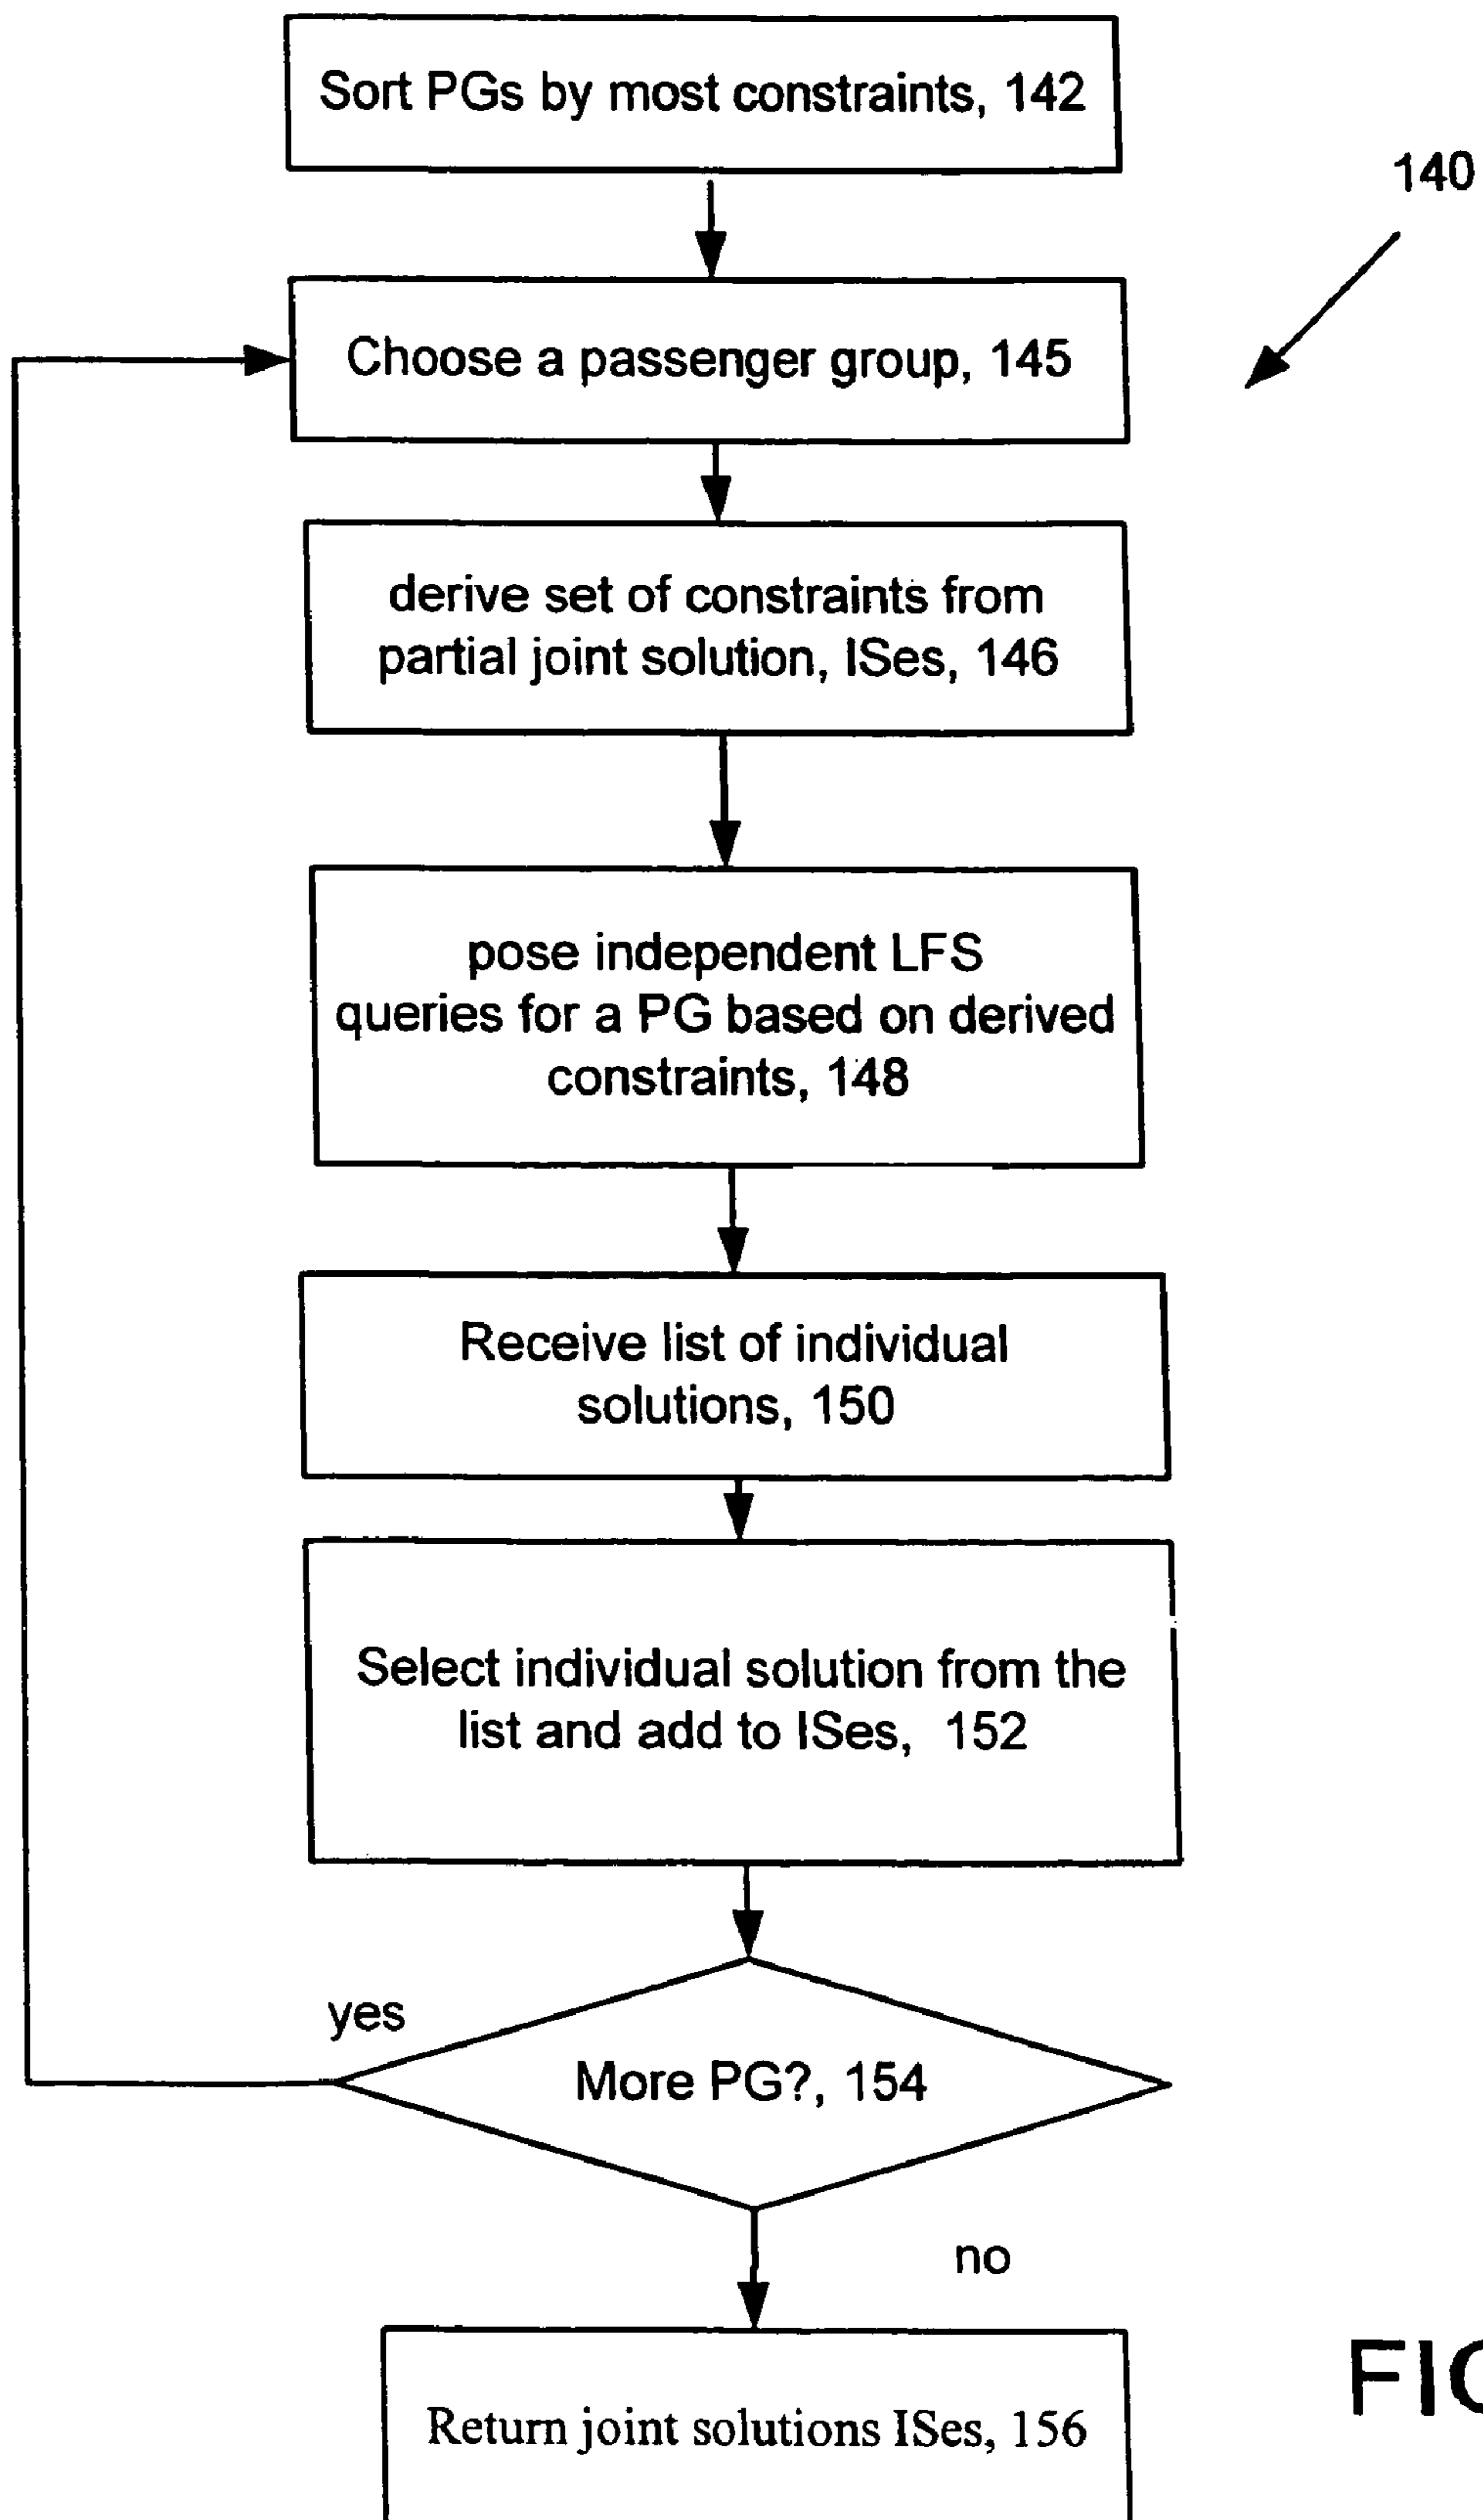 Sort PGs by most constraints, 142
140
Choose a passenger group, 145
derive set of constraints from
partial joint solution, ISes, 146
pose independent LFS
queries for a PG based on derived
constraints, 148
Receive list of individual
solutions, 150
Select individual solution from the
list and add to ISes, 152
yes
More PG?, 154
no
Return joint solutions ISes, 156